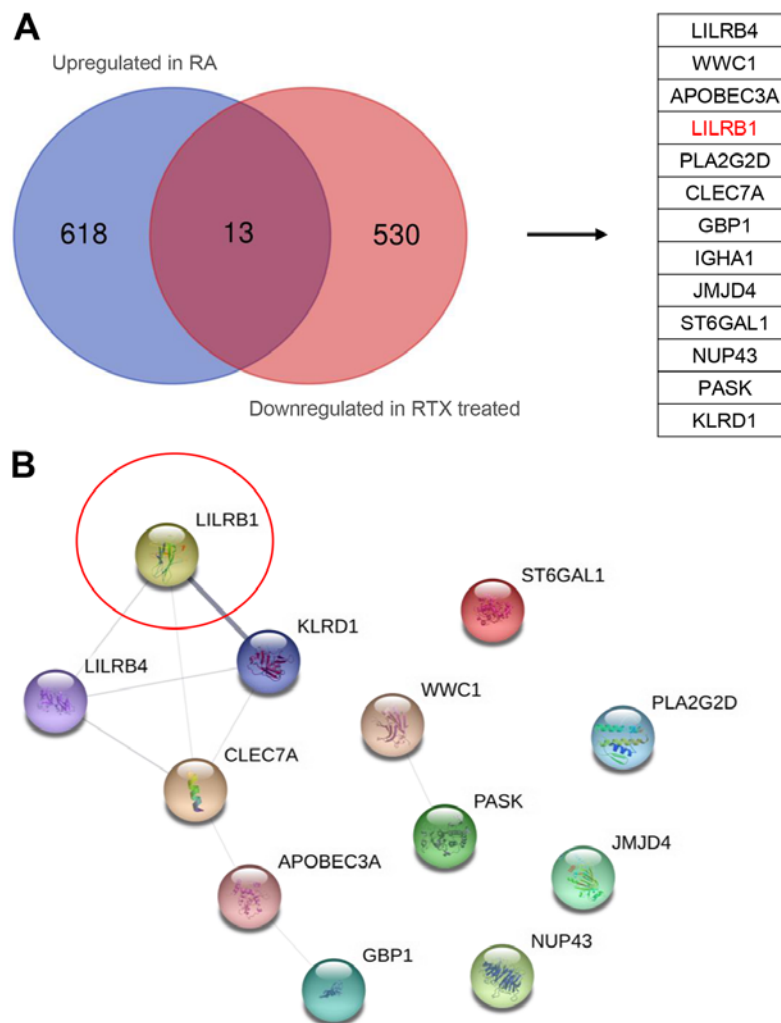 A
Upregulated in RA
618
13
530
Downregulated in RTX treated
LILRB4
WWC1
APOBEC3A
LILRB1
PLA2G2D
CLEC7A
GBP1
IGHA1
JMJD4
ST6GAL1
NUP43
PASK
KLRD1
B
LILRB1
ST6GAL1
KLRD1
LILRB4
WWC1
PLA2G2D
CLEC7A
PASK
JMJD4
APOBEC3A
NUP43
GBP1